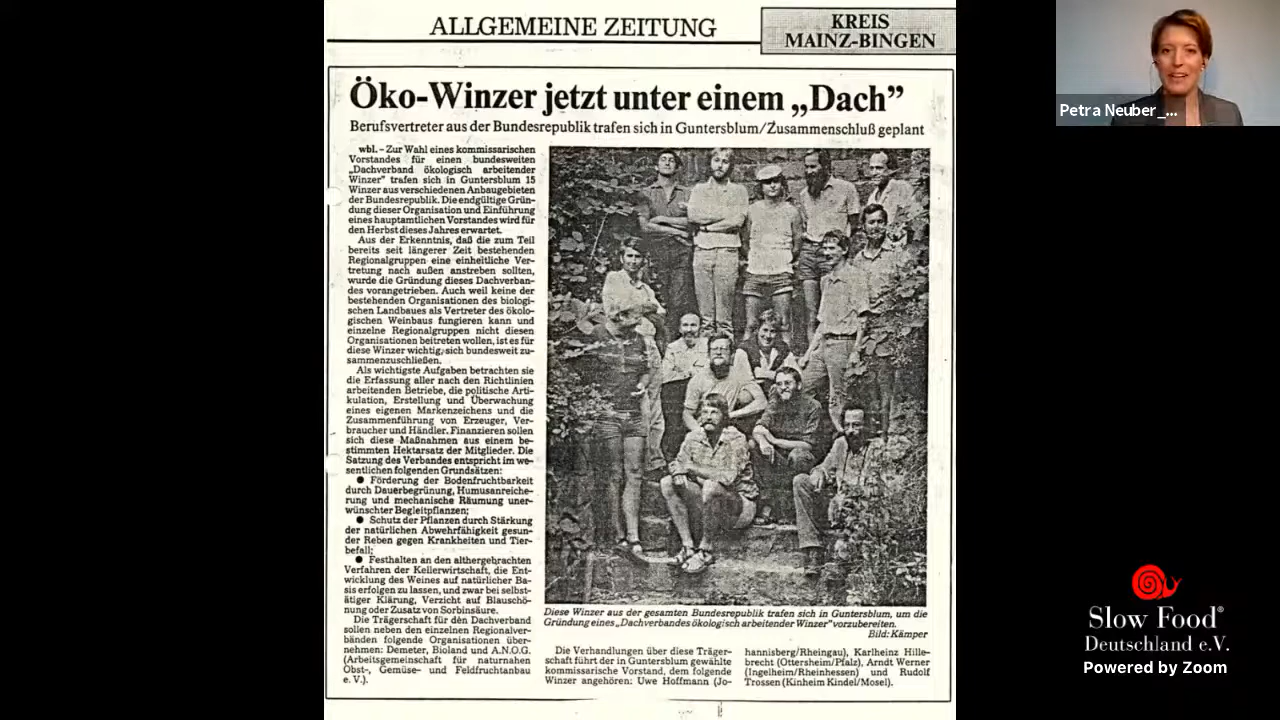 ALLGEMEINE ZEITUNG
KREIS
MAINZ-BINGEN
Öko-Winzer jetzt unter einem „Dach”
Berufsvertreter aus der Bundesrepublik trafen sich in Guntersblum/Zusammenschluß geplant
wbl. – Zur Wahl eines kommissarischen
Vorstandes für einen bundesweiten
„Dachverband ökologisch arbeitender
Winzer” trafen sich in Guntersblum 15
Winzer aus verschiedenen Anbaugebieten
der Bundesrepublik. Die endgültige Grün-
dung dieser Organisation und Einführung
eines hauptamtlichen Vorstandes wird für
den Herbst dieses Jahres erwartet.
Aus der Erkenntnis, daß die zum Teil
bereits seit längerer Zeit bestehenden
Regionalgruppen eine einheitliche Ver-
tretung nach außen anstreben sollten,
wurde die Gründung dieses Dachverban-
des vorangetrieben. Auch weil keine der
bestehenden Organisationen des biologi-
schen Landbaues als Vertreter des ökolo-
gischen Weinbaus fungieren kann und
einzelne Regionalgruppen nicht diesen
Organisationen beitreten wollen, ist es für
diese Winzer wichtig, sich bundesweit zu-
sammenzuschließen.
Als wichtigste Aufgaben betrachten sie
die Erfassung aller nach den Richtlinien
arbeitenden Betriebe, die politische Arti-
kulation, Erstellung und Überwachung
eines eigenen Markenzeichens und die
Zusammenführung von Erzeuger, Ver-
braucher und Händler. Finanzieren sollen
sich diese Maßnahmen aus einem be-
stimmten Hektarsatz der Mitglieder. Die
Satzung des Verbandes entspricht im we-
sentlichen folgenden Grundsätzen:
● Förderung der Bodenfruchtbarkeit
durch Dauerbegrünung, Humusanreiche-
rung und mechanische Räumung uner-
wünschter Begleitpflanzen;
● Schutz der Pflanzen durch Stärkung
der natürlichen Abwehrfähigkeit gesun-
der Reben gegen Krankheiten und Tier-
befall;
● Festhalten an den althergebrachten
Verfahren der Kellerwirtschaft, die Ent-
wicklung des Weines auf natürlicher Ba-
sis erfolgen zu lassen, und zwar bei selbst-
ätiger Klärung, Verzicht auf Blauschö-
nung oder Zusatz von Sorbinsäure.
Die Trägerschaft für den Dachverband
sollen neben den einzelnen Regionalver-
bänden folgende Organisationen über-
nehmen: Demeter, Bioland und A.N.O.G.
(Arbeitsgemeinschaft für naturnahen
Obst-, Gemüse- und Feldfruchtanbau
e. V.).
Diese Winzer aus der gesamten Bundesrepublik trafen sich in Guntersblum, um die
Gründung eines „Dachverbandes ökologisch arbeitender Winzer” vorzubereiten.
Bild: Kämper
Die Verhandlungen über diese Träger-
schaft führt der in Guntersblum gewählte
kommissarische Vorstand, dem folgende
Winzer angehören: Uwe Hoffmann (Jo-
hannisberg/Rheingau), Karlheinz Hille-
brecht (Ottersheim/Pfalz), Arndt Werner
(Ingelheim/Rheinhessen) und Rudolf
Trossen (Kinheim Kindel/Mosel).
Petra Neuber_...
Slow Food®
Deutschland e.V.
Powered by Zoom